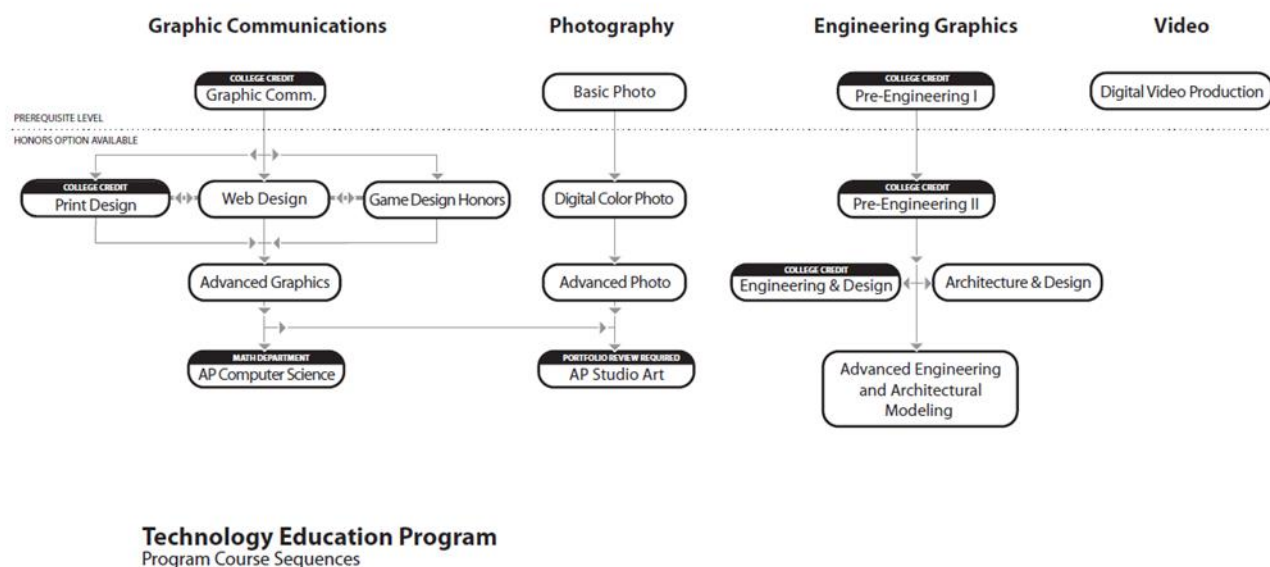 Graphic Communications
Photography
Engineering Graphics
Video
COLLEGE CREDIT
Graphic Comm.
Basic Photo
COLLEGE CREDIT
Pre-Engineering I
Digital Video Production
PREREQUISITE LEVEL
HONORS OPTION AVAILABLE
COLLEGE CREDIT
Print Design
Web Design
Game Design Honors
Digital Color Photo
COLLEGE CREDIT
Pre-Engineering II
Advanced Graphics
Advanced Photo
COLLEGE CREDIT
Engineering & Design
Architecture & Design
MATH DEPARTMENT
AP Computer Science
PORTFOLIO REVIEW REQUIRED
AP Studio Art
Advanced Engineering
and Architectural
Modeling
Technology Education Program
Program Course Sequences